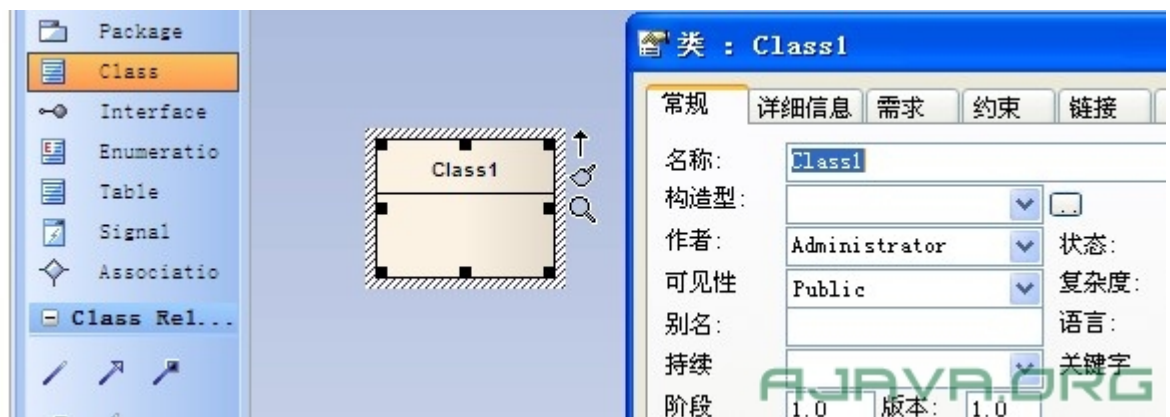 Package
Class
Interface
Enumeratio
Table
Signal
Associatio
Class Rel...
Class1
类 : Class1
常规 详细信息 需求 约束 链接
名称: Class1
构造型: ..
作者: Administrator 状态:
可见性 Public 复杂度:
别名: 语言:
持续 关键字
阶段 1.0 版本: 1.0
AJAVA.ORG